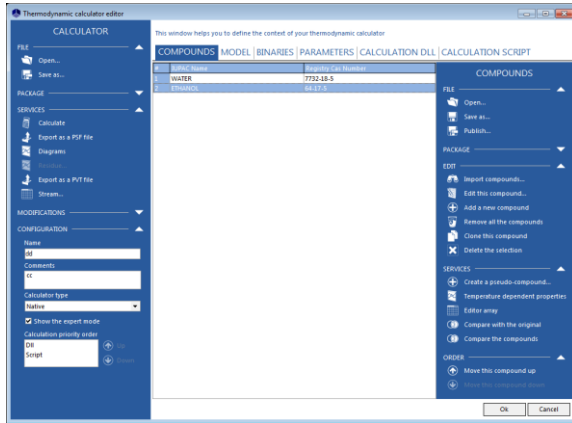 Thermodynamic calculator editor
CALCULATOR
FILE
Open...
Save as...
PACKAGE
SERVICES
Calculate
Export as a PSF file
Diagrams
Export as a PVT file
Stream...
MODIFICATIONS
CONFIGURATION
Name
dd
Comments
cc
Calculator type
Native
Show the expert mode
Calculation priority order
Dll
Script
Up
Down
This window helps you to define the context of your thermodynamic calculator
COMPOUNDS MODEL BINARIES PARAMETERS CALCULATION DLL CALCULATION SCRIPT
# IUPAC Name Registry Cas Number
1 WATER 7732-18-5
2 ETHANOL 64-17-5
COMPOUNDS
FILE
Open...
Save as...
Publish...
PACKAGE
EDIT
Import compounds...
Edit this compound...
Add a new compound
Remove all the compounds
Clone this compound
Delete the selection
SERVICES
Create a pseudo-compound...
Temperature dependent properties
Editor array
Compare with the original
Compare the compounds
ORDER
Move this compound up
Move this compound down
Ok
Cancel